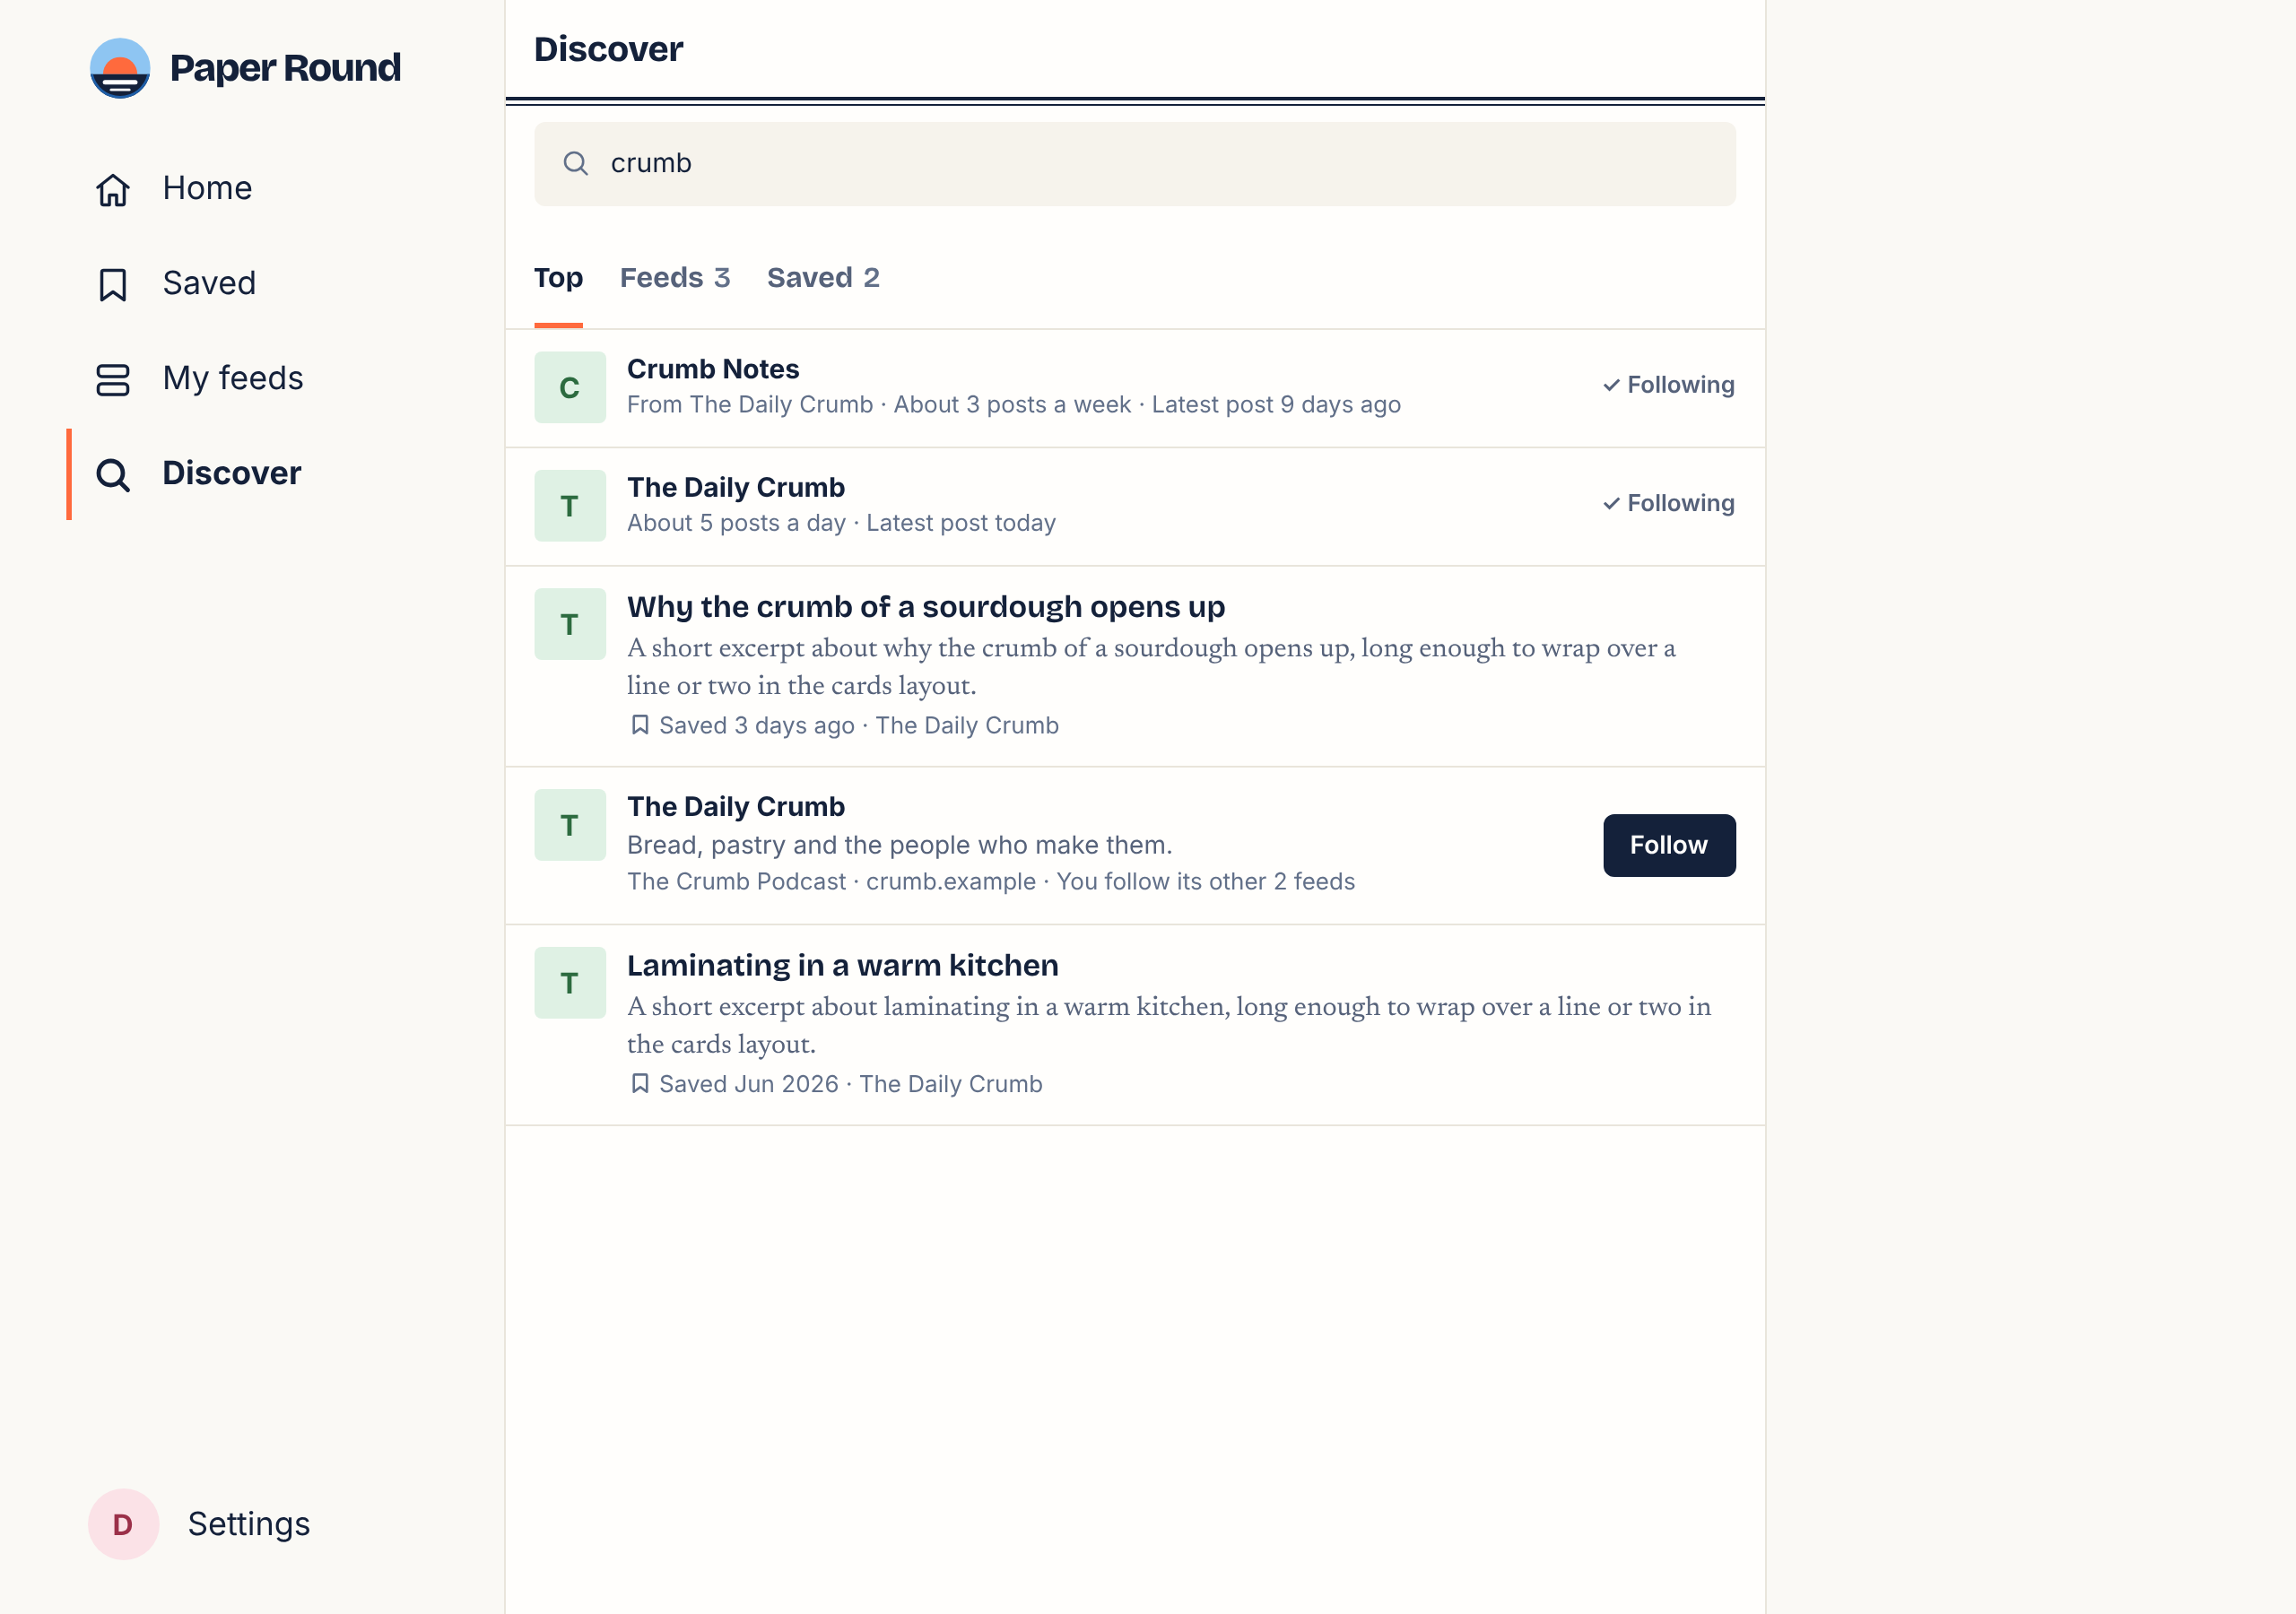 Paper Round
Home
Saved
My feeds
Discover
D
Settings
Discover
crumb
Top
Feeds 3
Saved 2
C
Crumb Notes
From The Daily Crumb · About 3 posts a week · Latest post 9 days ago
Following
T
The Daily Crumb
About 5 posts a day · Latest post today
Following
T
Why the crumb of a sourdough opens up
A short excerpt about why the crumb of a sourdough opens up, long enough to wrap over a
line or two in the cards layout.
Saved 3 days ago · The Daily Crumb
T
The Daily Crumb
Bread, pastry and the people who make them.
The Crumb Podcast · crumb.example · You follow its other 2 feeds
Follow
T
Laminating in a warm kitchen
A short excerpt about laminating in a warm kitchen, long enough to wrap over a line or two in
the cards layout.
Saved Jun 2026 · The Daily Crumb